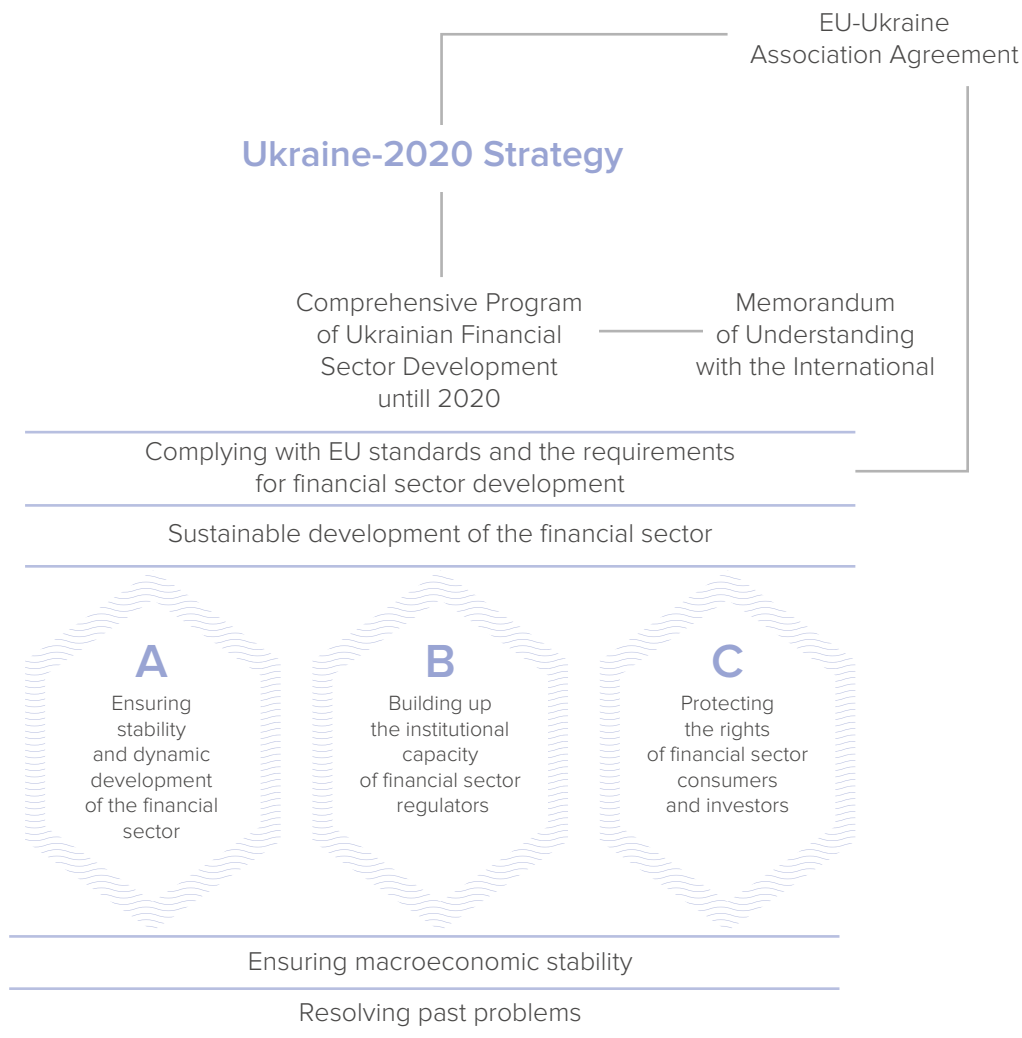 EU-Ukraine
Association Agreement
Ukraine-2020 Strategy
Comprehensive Program
of Ukrainian Financial
Sector Development
untill 2020
Memorandum
of Understanding
with the International
Complying with EU standards and the requirements
for financial sector development
Sustainable development of the financial sector
A
Ensuring
stability
and dynamic
development
of the financial
sector
B
Building up
the institutional
capacity
of financial sector
regulators
C
Protecting
the rights
of financial sector
consumers
and investors
Ensuring macroeconomic stability
Resolving past problems